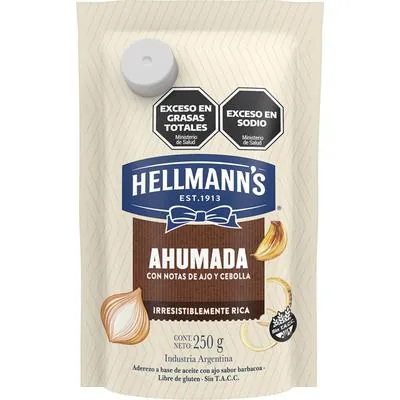 EXCESO EN
GRASAS
TOTALES
Ministerio
de Salud
EXCESO EN
SODIO
Ministerio
de Salud
HELLMANN'S
EST. 1913
AHUMADA
CON NOTAS DE AJO Y CEBOLLA
IRRESISTIBLEMENTE RICA
CONT.
NETO: 250 g
Industria Argentina
Sin T.A.C.C.
Aderezo a base de aceite con ajo sabor barbacoa -
Libre de gluten - Sin T.A.C.C.